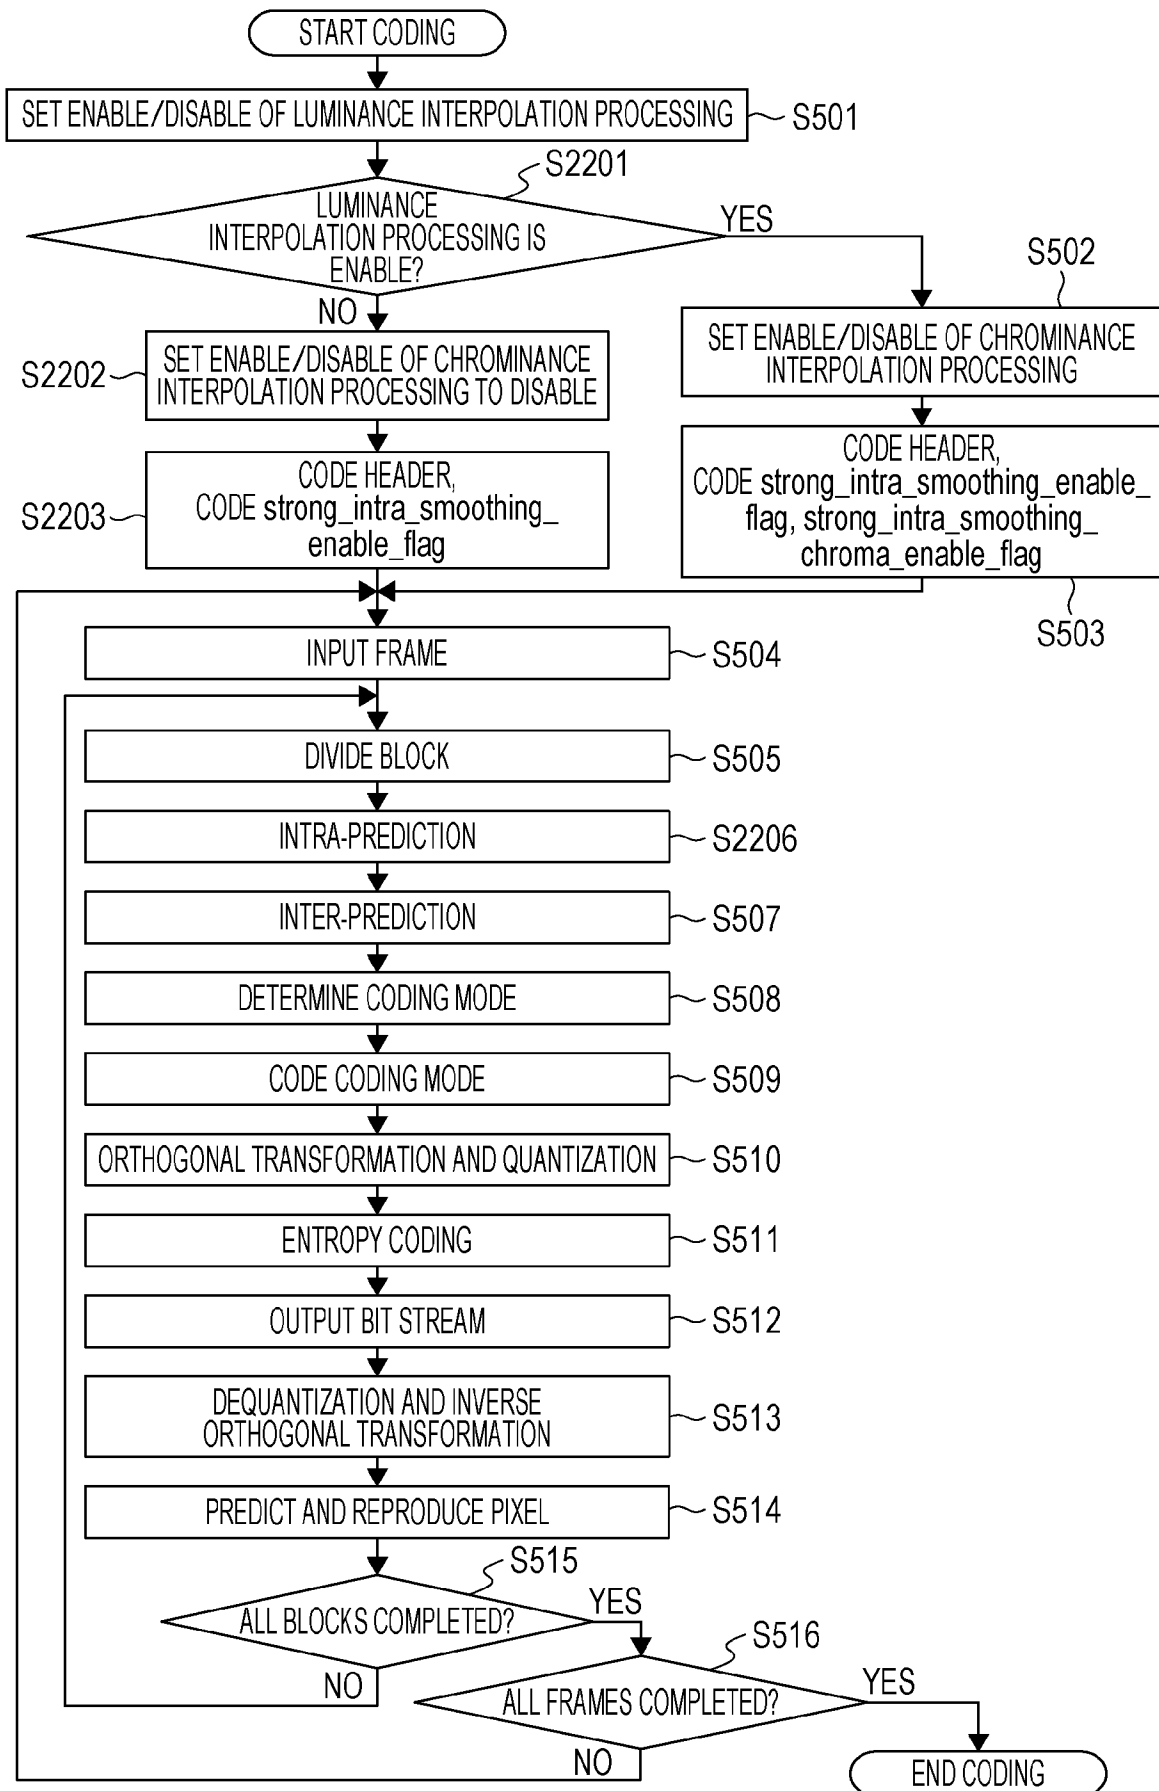 START CODING
SET ENABLE/DISABLE OF LUMINANCE INTERPOLATION PROCESSING
S501
S2201
LUMINANCE
INTERPOLATION PROCESSING IS
ENABLE?
YES
NO
S502
SET ENABLE/DISABLE OF CHROMINANCE
INTERPOLATION PROCESSING
S2202
SET ENABLE/DISABLE OF CHROMINANCE
INTERPOLATION PROCESSING TO DISABLE
CODE HEADER,
CODE strong_intra_smoothing_enable_
flag, strong_intra_smoothing_
chroma_enable_flag
S503
S2203
CODE HEADER,
CODE strong_intra_smoothing_
enable_flag
INPUT FRAME
S504
DIVIDE BLOCK
S505
INTRA-PREDICTION
S2206
INTER-PREDICTION
S507
DETERMINE CODING MODE
S508
CODE CODING MODE
S509
ORTHOGONAL TRANSFORMATION AND QUANTIZATION
S510
ENTROPY CODING
S511
OUTPUT BIT STREAM
S512
DEQUANTIZATION AND INVERSE
ORTHOGONAL TRANSFORMATION
S513
PREDICT AND REPRODUCE PIXEL
S514
S515
ALL BLOCKS COMPLETED?
YES
NO
S516
ALL FRAMES COMPLETED?
YES
NO
END CODING